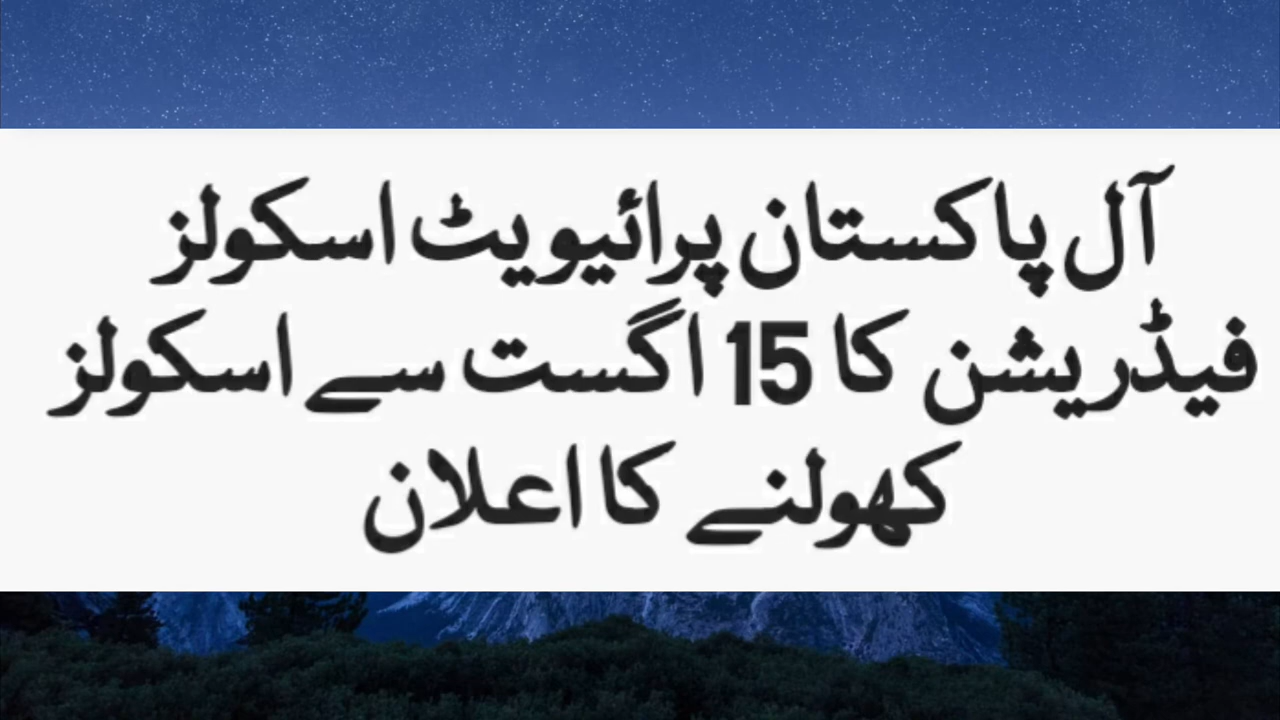 آل پاکستان پرائیویٹ اسکولز
فیڈریشن کا 15 اگست سے اسکولز
کھولنے کا اعلان